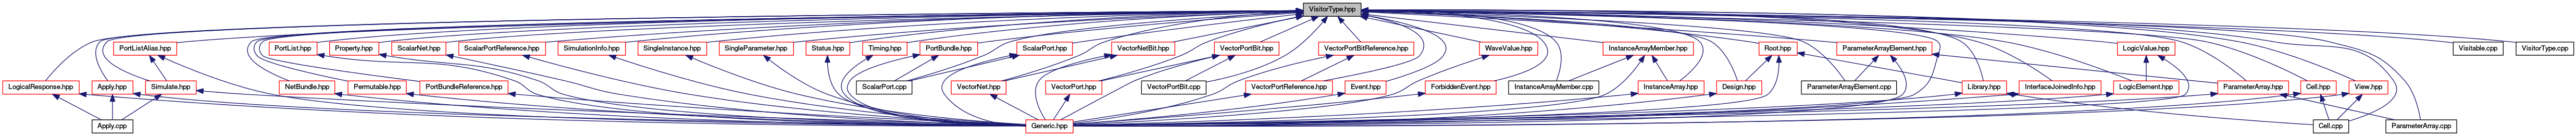 VisitorType.hpp
PortListAlias.hpp
PortList.hpp
Property.hpp
ScalarNet.hpp
ScalarPortReference.hpp
SimulationInfo.hpp
SingleInstance.hpp
SingleParameter.hpp
Status.hpp
Timing.hpp
PortBundle.hpp
ScalarPort.hpp
VectorNetBit.hpp
VectorPortBit.hpp
VectorPortBitReference.hpp
WaveValue.hpp
InstanceArrayMember.hpp
Root.hpp
ParameterArrayElement.hpp
LogicValue.hpp
Visitable.cpp
VisitorType.cpp
LogicalResponse.hpp
Apply.hpp
Simulate.hpp
NetBundle.hpp
Permutable.hpp
PortBundleReference.hpp
ScalarPort.cpp
VectorNet.hpp
VectorPort.hpp
VectorPortBit.cpp
VectorPortReference.hpp
Event.hpp
ForbiddenEvent.hpp
InstanceArrayMember.cpp
InstanceArray.hpp
Design.hpp
ParameterArrayElement.cpp
Library.hpp
InterfaceJoinedInfo.hpp
LogicElement.hpp
ParameterArray.hpp
Cell.hpp
View.hpp
Apply.cpp
Generic.hpp
Cell.cpp
ParameterArray.cpp